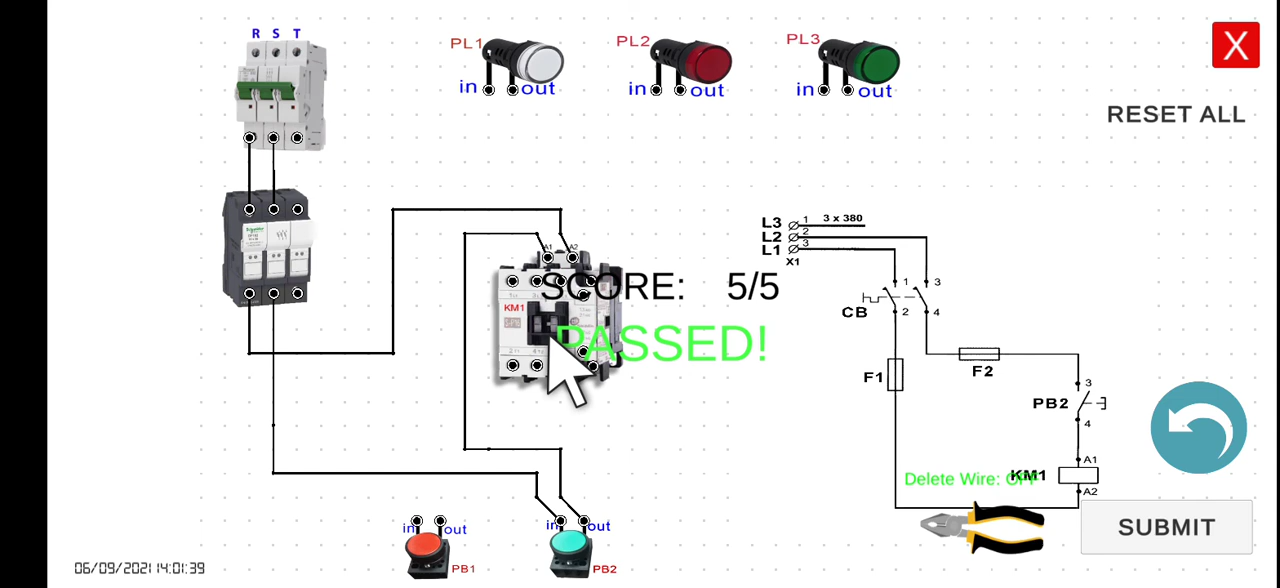 R S T
PL1
in out
PL2
in out
PL3
in out
X
RESET ALL
L3 1 3 x 380
L2 2
L1 3
X1
1 3
CB
2 4
F1
F2
3
PB2
4
A1
KM1
A2
A1 A2
SCORE: 5/5
KM1
PASSED!
Delete Wire: OFF
SUBMIT
in out
PB1
in out
PB2
06/09/2021 14:01:39